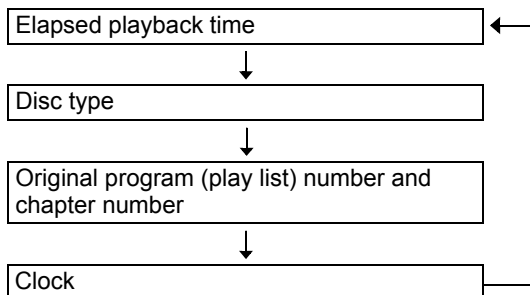 Elapsed playback time
Disc type
Original program (play list) number and
chapter number
Clock